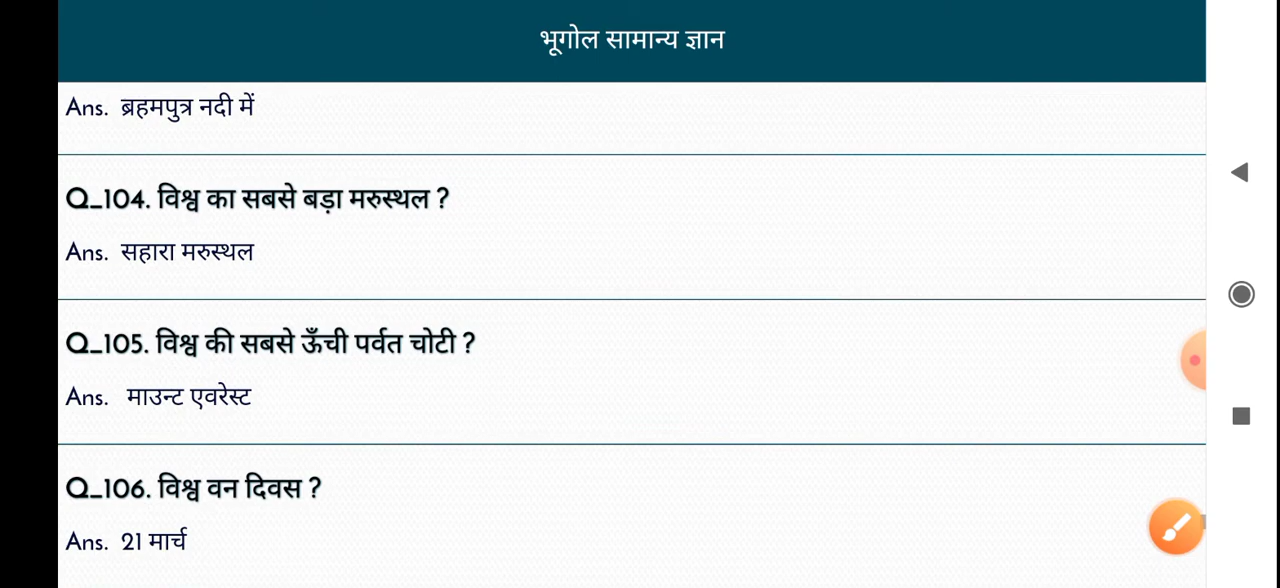 भूगोल सामान्य ज्ञान
Ans. ब्रहमपुत्र नदी में
Q_104. विश्व का सबसे बड़ा मरुस्थल ?
Ans. सहारा मरुस्थल
Q_105. विश्व की सबसे ऊँची पर्वत चोटी ?
Ans. माउन्ट एवरेस्ट
Q_106. विश्व वन दिवस ?
Ans. 21 मार्च